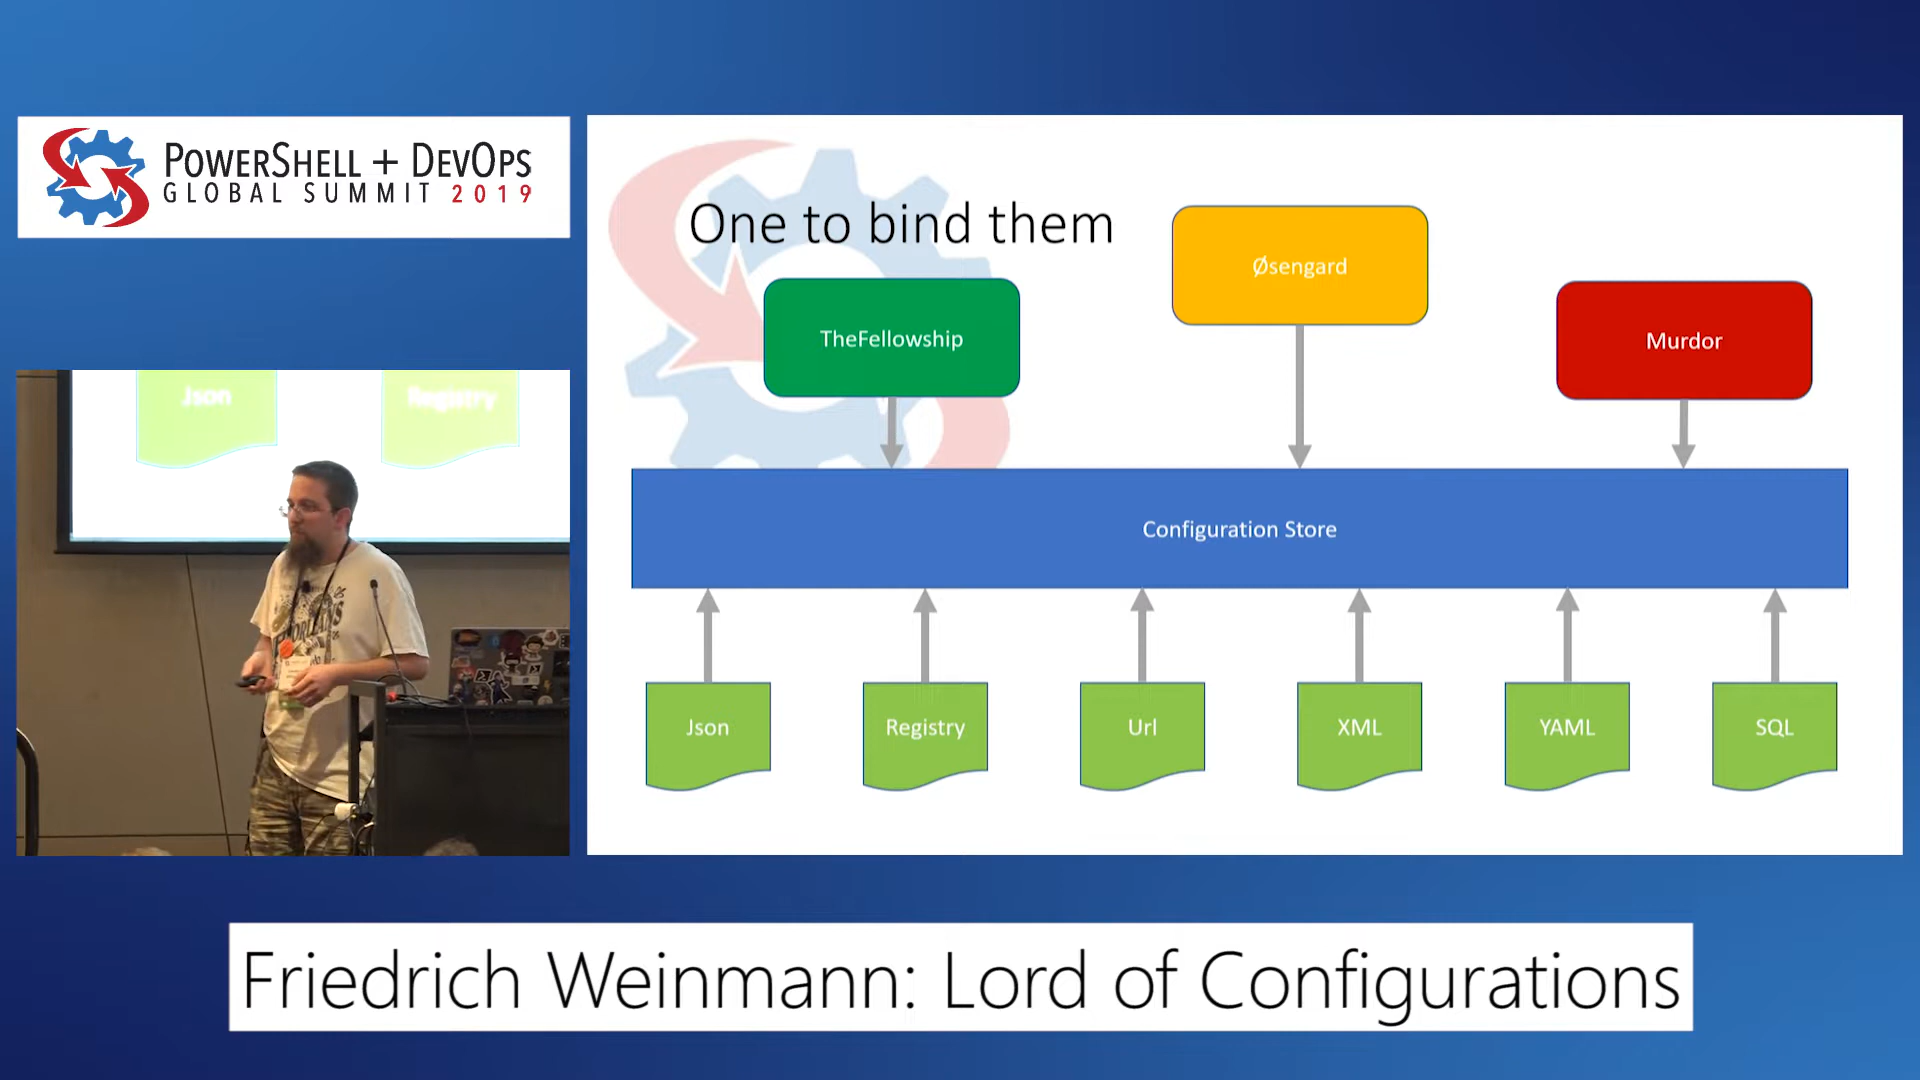 POWERSHELL + DEVOPS
GLOBAL SUMMIT 2019
One to bind them
TheFellowship
Øsengard
Murdor
Configuration Store
Json
Registry
Url
XML
YAML
SQL
Json
Registry
Friedrich Weinmann: Lord of Configurations